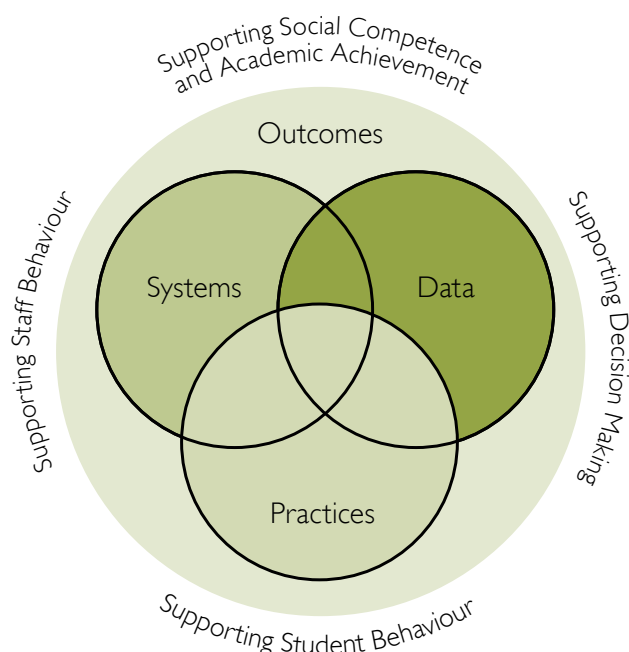 Supporting Social Competence
and Academic Achievement
Outcomes
Supporting Staff Behaviour
Systems
Data
Supporting Decision Making
Practices
Supporting Student Behaviour